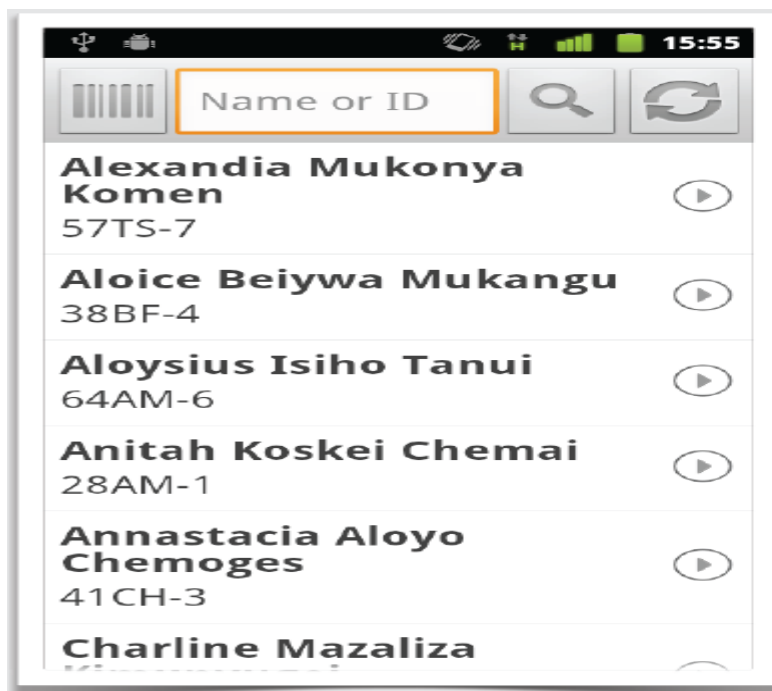 15:55
Name or ID
Alexandia Mukonya
Komen
57TS-7
Aloice Beiywa Mukangu
38BF-4
Aloysius Isiho Tanui
64AM-6
Anitah Koskei Chemai
28AM-1
Annastacia Aloyo
Chemoges
41CH-3
Charline Mazaliza